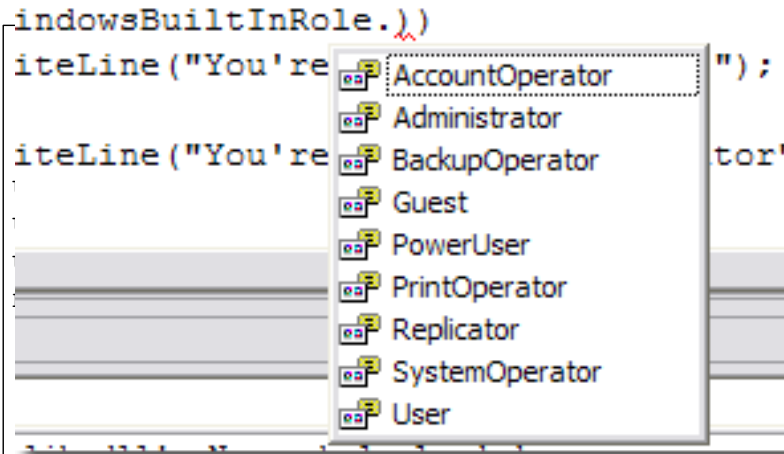 indowsBuiltInRole.))
iteLine("You're ");
iteLine("You're tor"
AccountOperator
Administrator
BackupOperator
Guest
PowerUser
PrintOperator
Replicator
SystemOperator
User